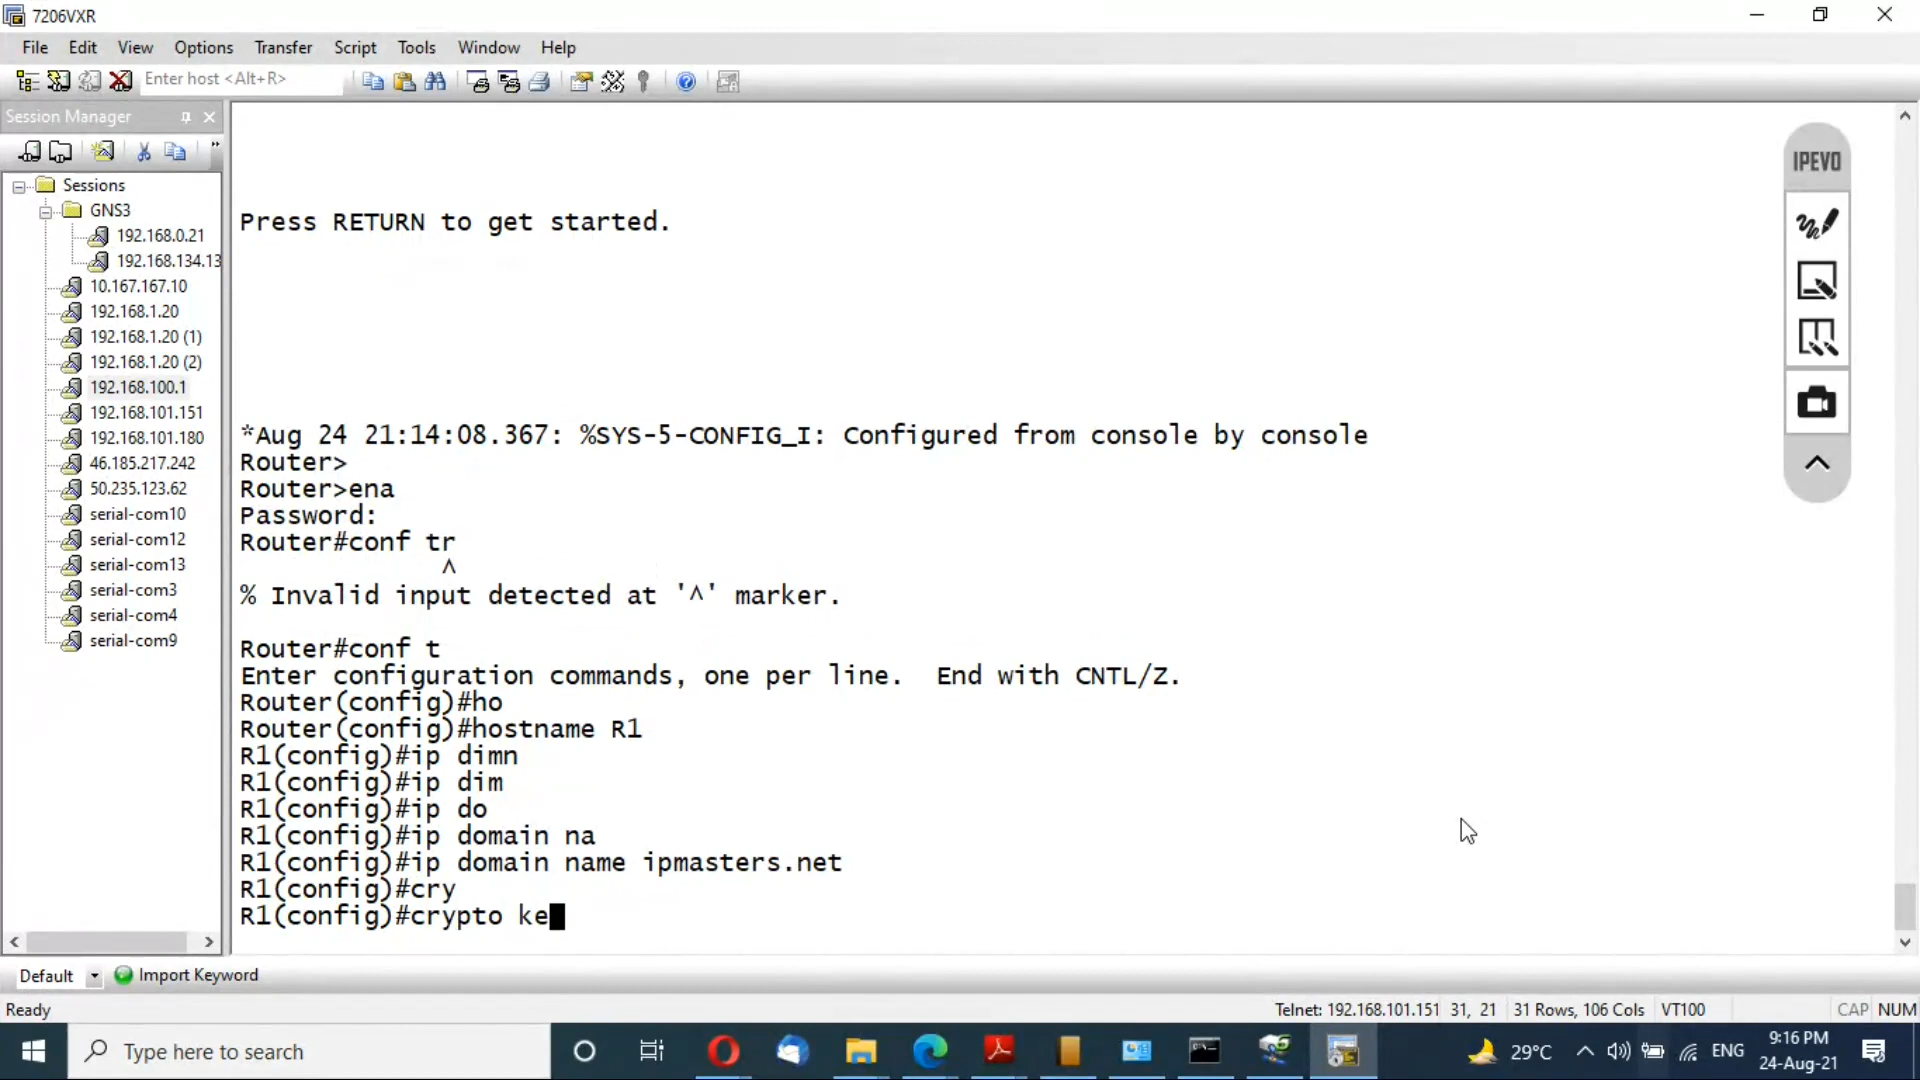 7206VXR
File Edit View Options Transfer Script Tools Window Help
Enter host <Alt+R>
Session Manager
Sessions
GNS3
192.168.0.21
192.168.134.13
10.167.167.10
192.168.1.20
192.168.1.20 (1)
192.168.1.20 (2)
192.168.100.1
192.168.101.151
192.168.101.180
46.185.217.242
50.235.123.62
serial-com10
serial-com12
serial-com13
serial-com3
serial-com4
serial-com9
Press RETURN to get started.
*Aug 24 21:14:08.367: %SYS-5-CONFIG_I: Configured from console by console
Router>
Router>ena
Password:
Router#conf tr
^
% Invalid input detected at '^' marker.
Router#conf t
Enter configuration commands, one per line.  End with CNTL/Z.
Router(config)#ho
Router(config)#hostname R1
R1(config)#ip dimn
R1(config)#ip dim
R1(config)#ip do
R1(config)#ip domain na
R1(config)#ip domain name ipmasters.net
R1(config)#cry
R1(config)#crypto ke
IPEVO
Default Import Keyword
Ready Telnet: 192.168.101.151 31, 21 31 Rows, 106 Cols VT100 CAP NUM
Type here to search 29°C ENG 9:16 PM
24-Aug-21